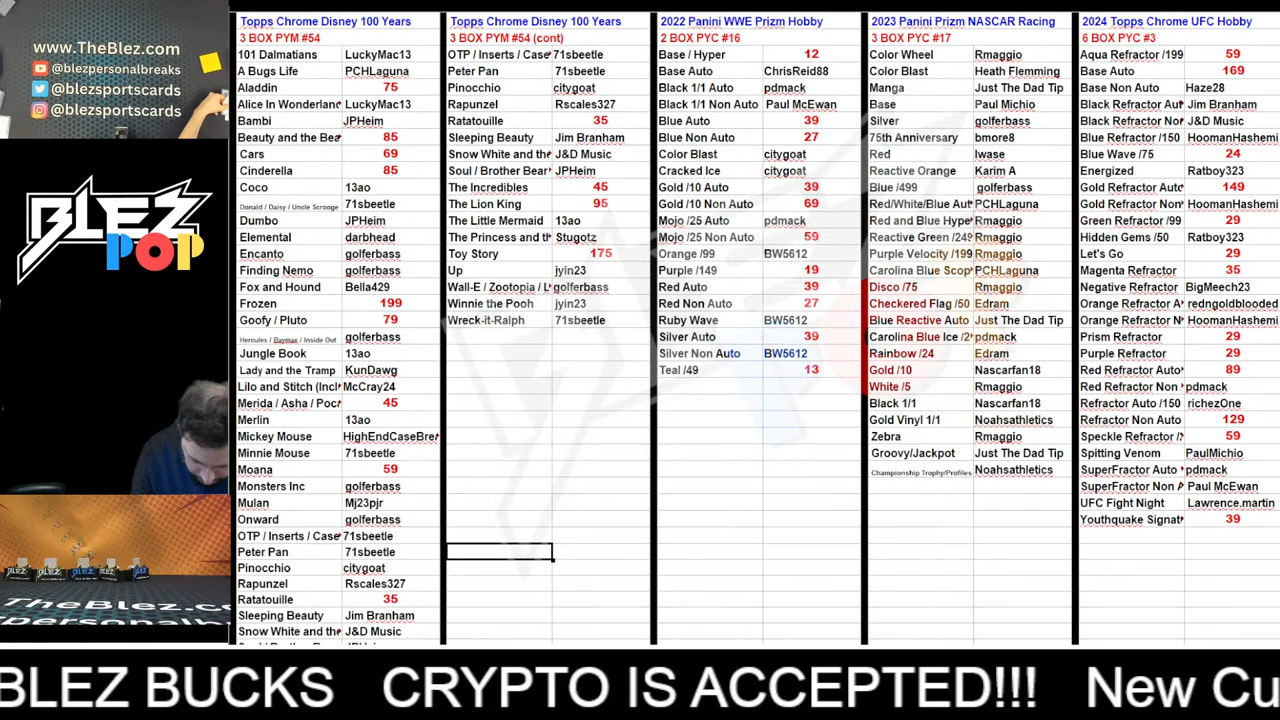 www.TheBlez.com
@blezpersonalbreaks
@blezsportscards
BLEZ
POP
TheBlez.co
personalb
Topps Chrome Disney 100 Years
3 BOX PYM #54
101 Dalmatians LuckyMac13
A Bugs Life PCHLaguna
Aladdin 75
Alice In Wonderlan LuckyMac13
Bambi JPHeim
Beauty and the Bea 85
Cars 69
Cinderella 85
Coco 13ao
Donald / Daisy / Uncle Scrooge 71sbeetle
Dumbo JPHeim
Elemental darbhead
Encanto golferbass
Finding Nemo golferbass
Fox and Hound Bella429
Frozen 199
Goofy / Pluto 79
Hercules / Baymax / Inside Out golferbass
Jungle Book 13ao
Lady and the Tramp KunDawg
Lilo and Stitch (Incl McCray24
Merida / Asha / Poc 45
Merlin 13ao
Mickey Mouse HighEndCaseBre
Minnie Mouse 71sbeetle
Moana 59
Monsters Inc golferbass
Mulan Mj23pjr
Onward golferbass
OTP / Inserts / Case 71sbeetle
Peter Pan 71sbeetle
Pinocchio citygoat
Rapunzel Rscales327
Ratatouille 35
Sleeping Beauty Jim Branham
Snow White and the J&D Music
Topps Chrome Disney 100 Years
3 BOX PYM #54 (cont)
OTP / Inserts / Case 71sbeetle
Peter Pan 71sbeetle
Pinocchio citygoat
Rapunzel Rscales327
Ratatouille 35
Sleeping Beauty Jim Branham
Snow White and the J&D Music
Soul / Brother Bear JPHeim
The Incredibles 45
The Lion King 95
The Little Mermaid 13ao
The Princess and th Stugotz
Toy Story 175
Up jyin23
Wall-E / Zootopia / L golferbass
Winnie the Pooh jyin23
Wreck-it-Ralph 71sbeetle
2022 Panini WWE Prizm Hobby
2 BOX PYC #16
Base / Hyper 12
Base Auto ChrisReid88
Black 1/1 Auto pdmack
Black 1/1 Non Auto Paul McEwan
Blue Auto 39
Blue Non Auto 27
Color Blast citygoat
Cracked Ice citygoat
Gold /10 Auto 39
Gold /10 Non Auto 69
Mojo /25 Auto pdmack
Mojo /25 Non Auto 59
Orange /99 BW5612
Purple /149 19
Red Auto 39
Red Non Auto 27
Ruby Wave BW5612
Silver Auto 39
Silver Non Auto BW5612
Teal /49 13
2023 Panini Prizm NASCAR Racing
3 BOX PYC #17
Color Wheel Rmaggio
Color Blast Heath Flemming
Manga Just The Dad Tip
Base Paul Michio
Silver golferbass
75th Anniversary bmore8
Red Iwase
Reactive Orange Karim A
Blue /499 golferbass
Red/White/Blue Aut PCHLaguna
Red and Blue Hype Rmaggio
Reactive Green /249 Rmaggio
Purple Velocity /199 Rmaggio
Carolina Blue Scop PCHLaguna
Disco /75 Rmaggio
Checkered Flag /50 Edram
Blue Reactive Auto Just The Dad Tip
Carolina Blue Ice /2 pdmack
Rainbow /24 Edram
Gold /10 Nascarfan18
White /5 Rmaggio
Black 1/1 Nascarfan18
Gold Vinyl 1/1 Noahsathletics
Zebra Rmaggio
Groovy/Jackpot Just The Dad Tip
Championship Trophy/Profiles Noahsathletics
2024 Topps Chrome UFC Hobby
6 BOX PYC #3
Aqua Refractor /199 59
Base Auto 169
Base Non Auto Haze28
Black Refractor Aut Jim Branham
Black Refractor No J&D Music
Blue Refractor /150 HoomanHashemi
Blue Wave /75 24
Energized Ratboy323
Gold Refractor Aut 149
Gold Refractor Non HoomanHashemi
Green Refractor /99 29
Hidden Gems /50 Ratboy323
Let's Go 29
Magenta Refractor 35
Negative Refractor BigMeech23
Orange Refractor A redngoldblooded
Orange Refractor N HoomanHashemi
Prism Refractor 29
Purple Refractor 29
Red Refractor Auto 89
Red Refractor Non pdmack
Refractor Auto /150 richezOne
Refractor Non Auto 129
Speckle Refractor / 59
Spitting Venom PaulMichio
SuperFractor Auto pdmack
SuperFractor Non A Paul McEwan
UFC Fight Night Lawrence.martin
Youthquake Signat 39
BLEZ BUCKS CRYPTO IS ACCEPTED!!! New Cu